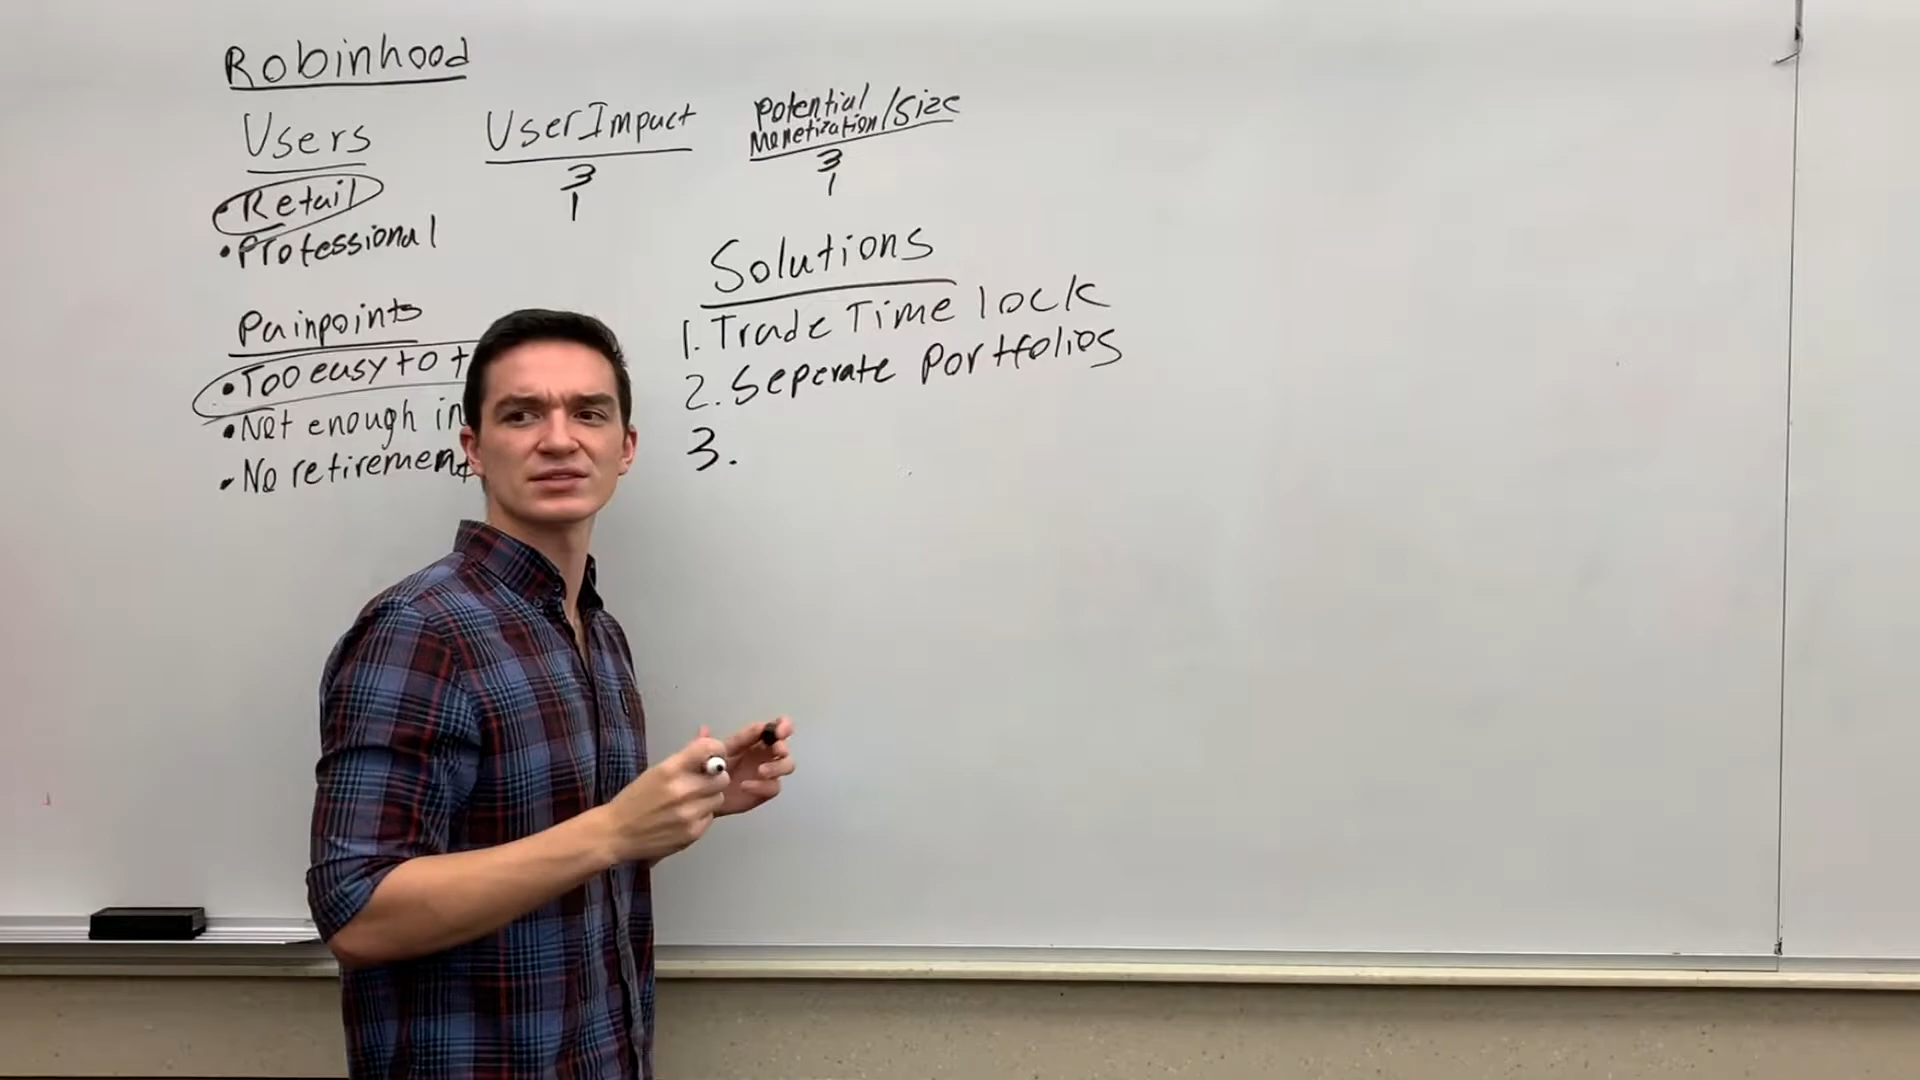 Robinhood
Users
User Impact
Potential
Monetization/Size
• Retail
3
3
• Professional
1
1
Painpoints
• Too easy to t
• Not enough in
• No retirement
Solutions
1. Trade Time lock
2. Seperate Portfolios
3.